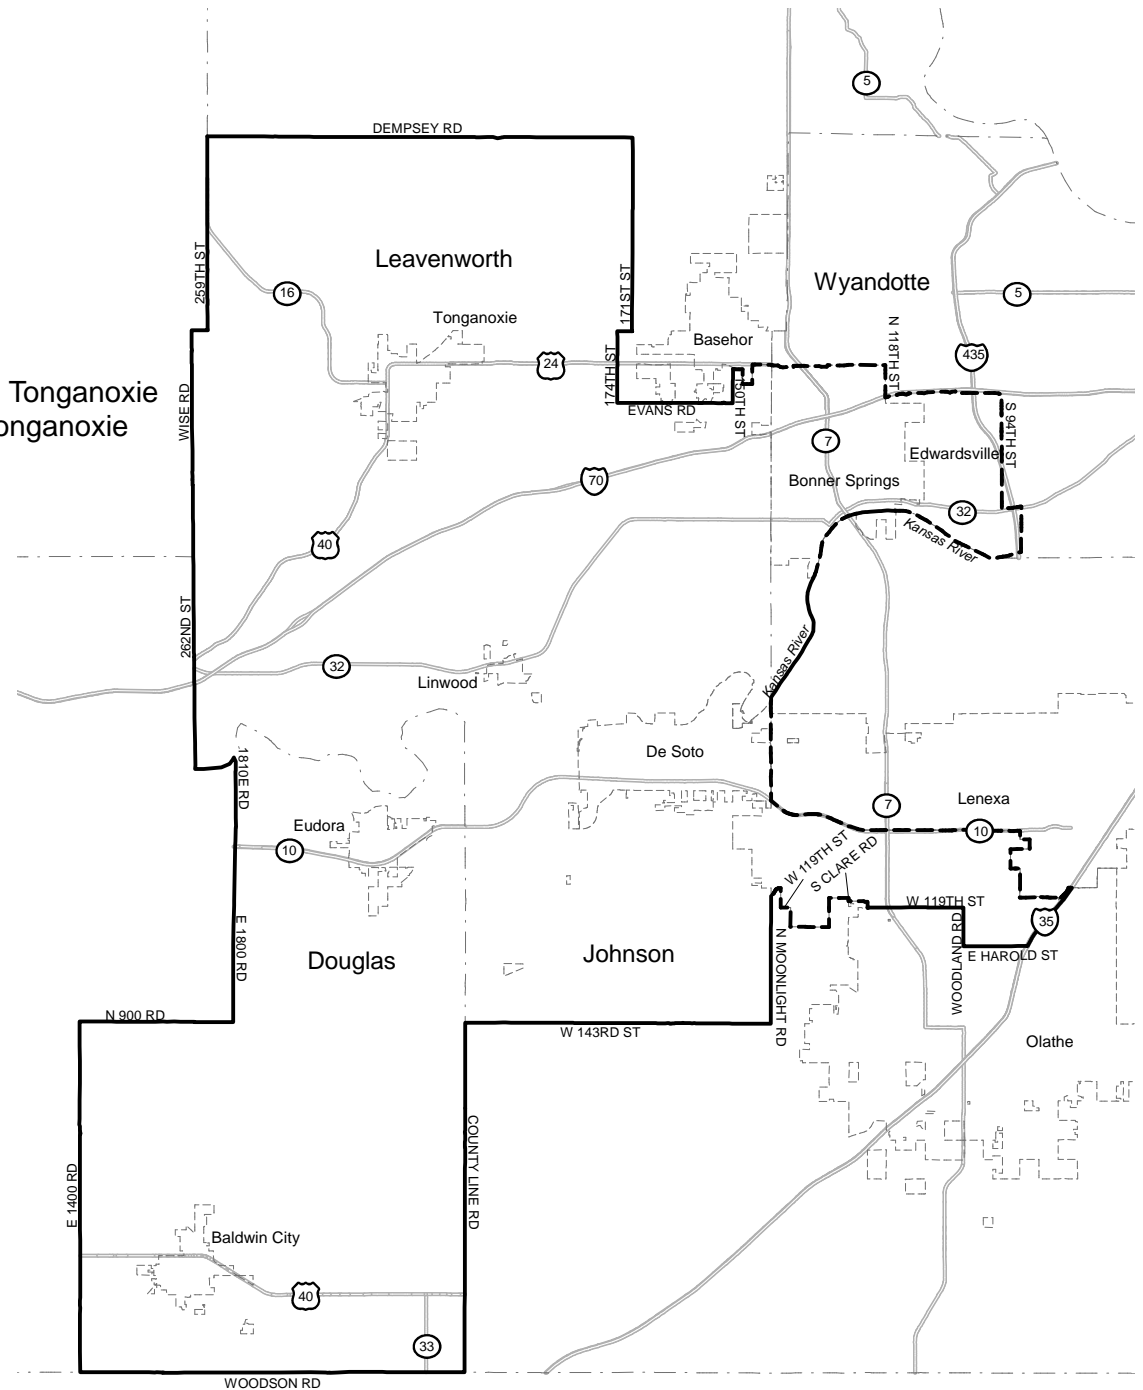 5
DEMPSEY RD
Leavenworth
Wyandotte
259TH ST
171ST ST
16
5
Tonganoxie
Basehor
N 118TH ST
435
24
174TH ST
150TH ST
EVANS RD
Tonganoxie
onganoxie
WISE RD
S 94TH ST
7
Edwardsville
70
Bonner Springs
32
Kansas River
40
262ND ST
Kansas River
32
Linwood
De Soto
1810E RD
7
Lenexa
Eudora
10
10
W 119TH ST
S CLARE RD
W 119TH ST
35
E 1800 RD
Douglas
Johnson
N MOONLIGHT RD
WOODLAND RD
E HAROLD ST
N 900 RD
W 143RD ST
Olathe
E 1400 RD
COUNTY LINE RD
Baldwin City
40
33
WOODSON RD